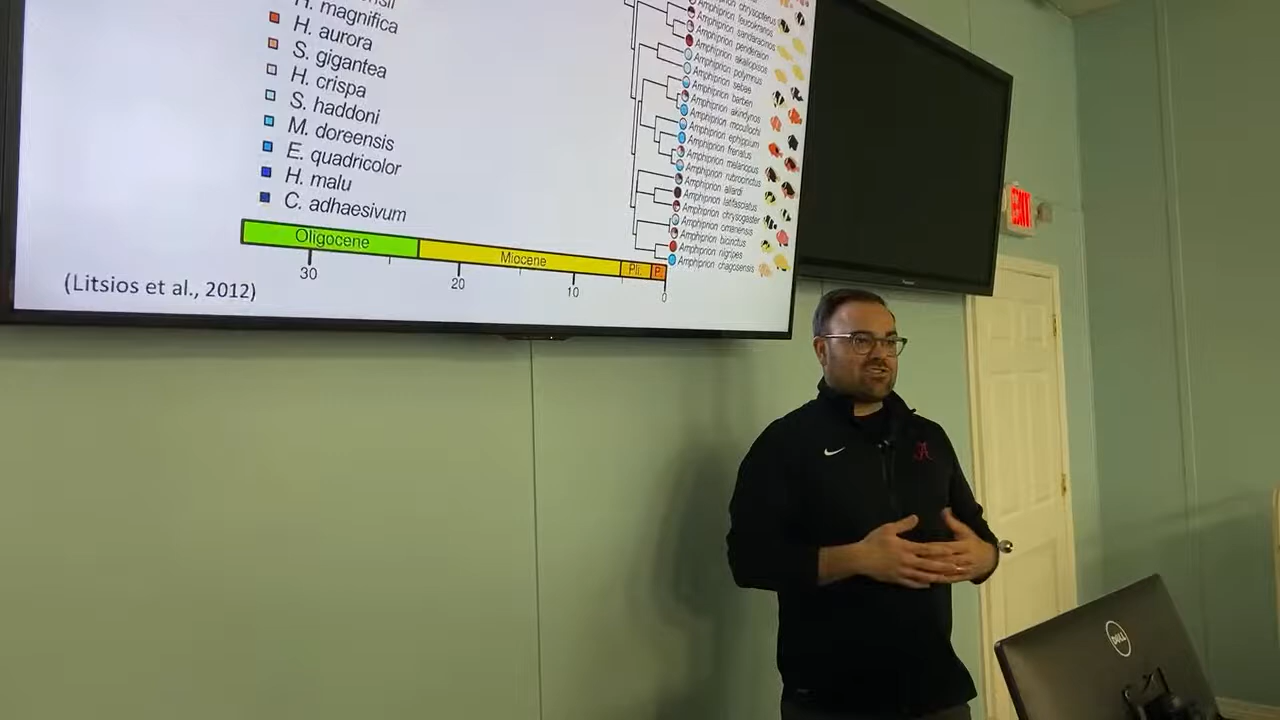 H. magnifica
H. aurora
S. gigantea
H. crispa
S. haddoni
M. doreensis
E. quadricolor
H. malu
C. adhaesivum
Amphiprion chrysopterus
Amphiprion leucokranos
Amphiprion sandaracinos
Amphiprion perideraion
Amphiprion akallopisos
Amphiprion polymnus
Amphiprion sebae
Amphiprion barberi
Amphiprion akindynos
Amphiprion mccullochi
Amphiprion ephippium
Amphiprion frenatus
Amphiprion melanopus
Amphiprion rubrocinctus
Amphiprion allardi
Amphiprion latifasciatus
Amphiprion chrysogaster
Amphiprion omanensis
Amphiprion bicinctus
Amphiprion nigripes
Amphiprion chagosensis
Oligocene
Miocene
Pli.
P.
30
20
10
0
(Litsios et al., 2012)
EXIT
A
DELL